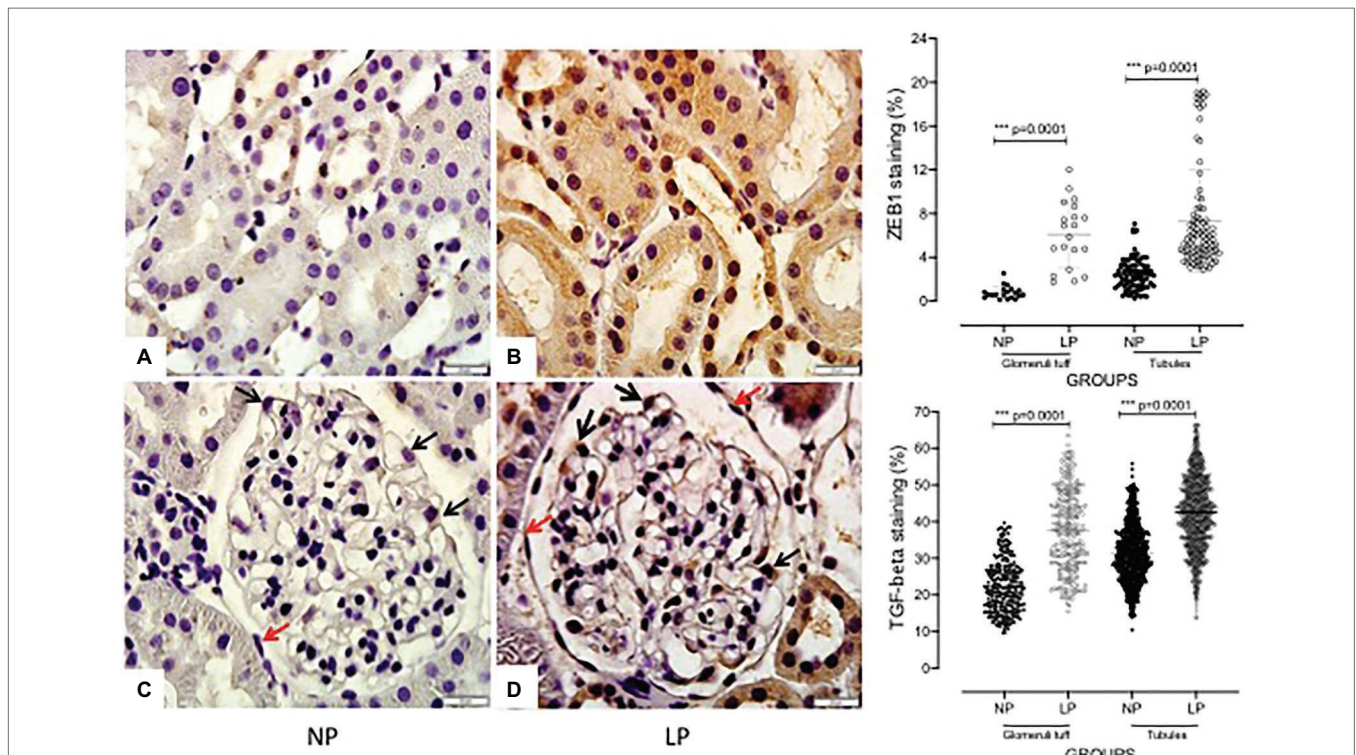 A
B
C
D
NP
LP
24
20
16
12
8
4
0
ZEB1 staining (%)
*** p=0.0001
*** p=0.0001
NP LP NP LP
Glomeruli tuff Tubules
GROUPS
70
60
50
40
30
20
10
0
TGF-beta staining (%)
*** p=0.0001
*** p=0.0001
NP LP NP LP
Glomeruli tuff Tubules
GROUPS